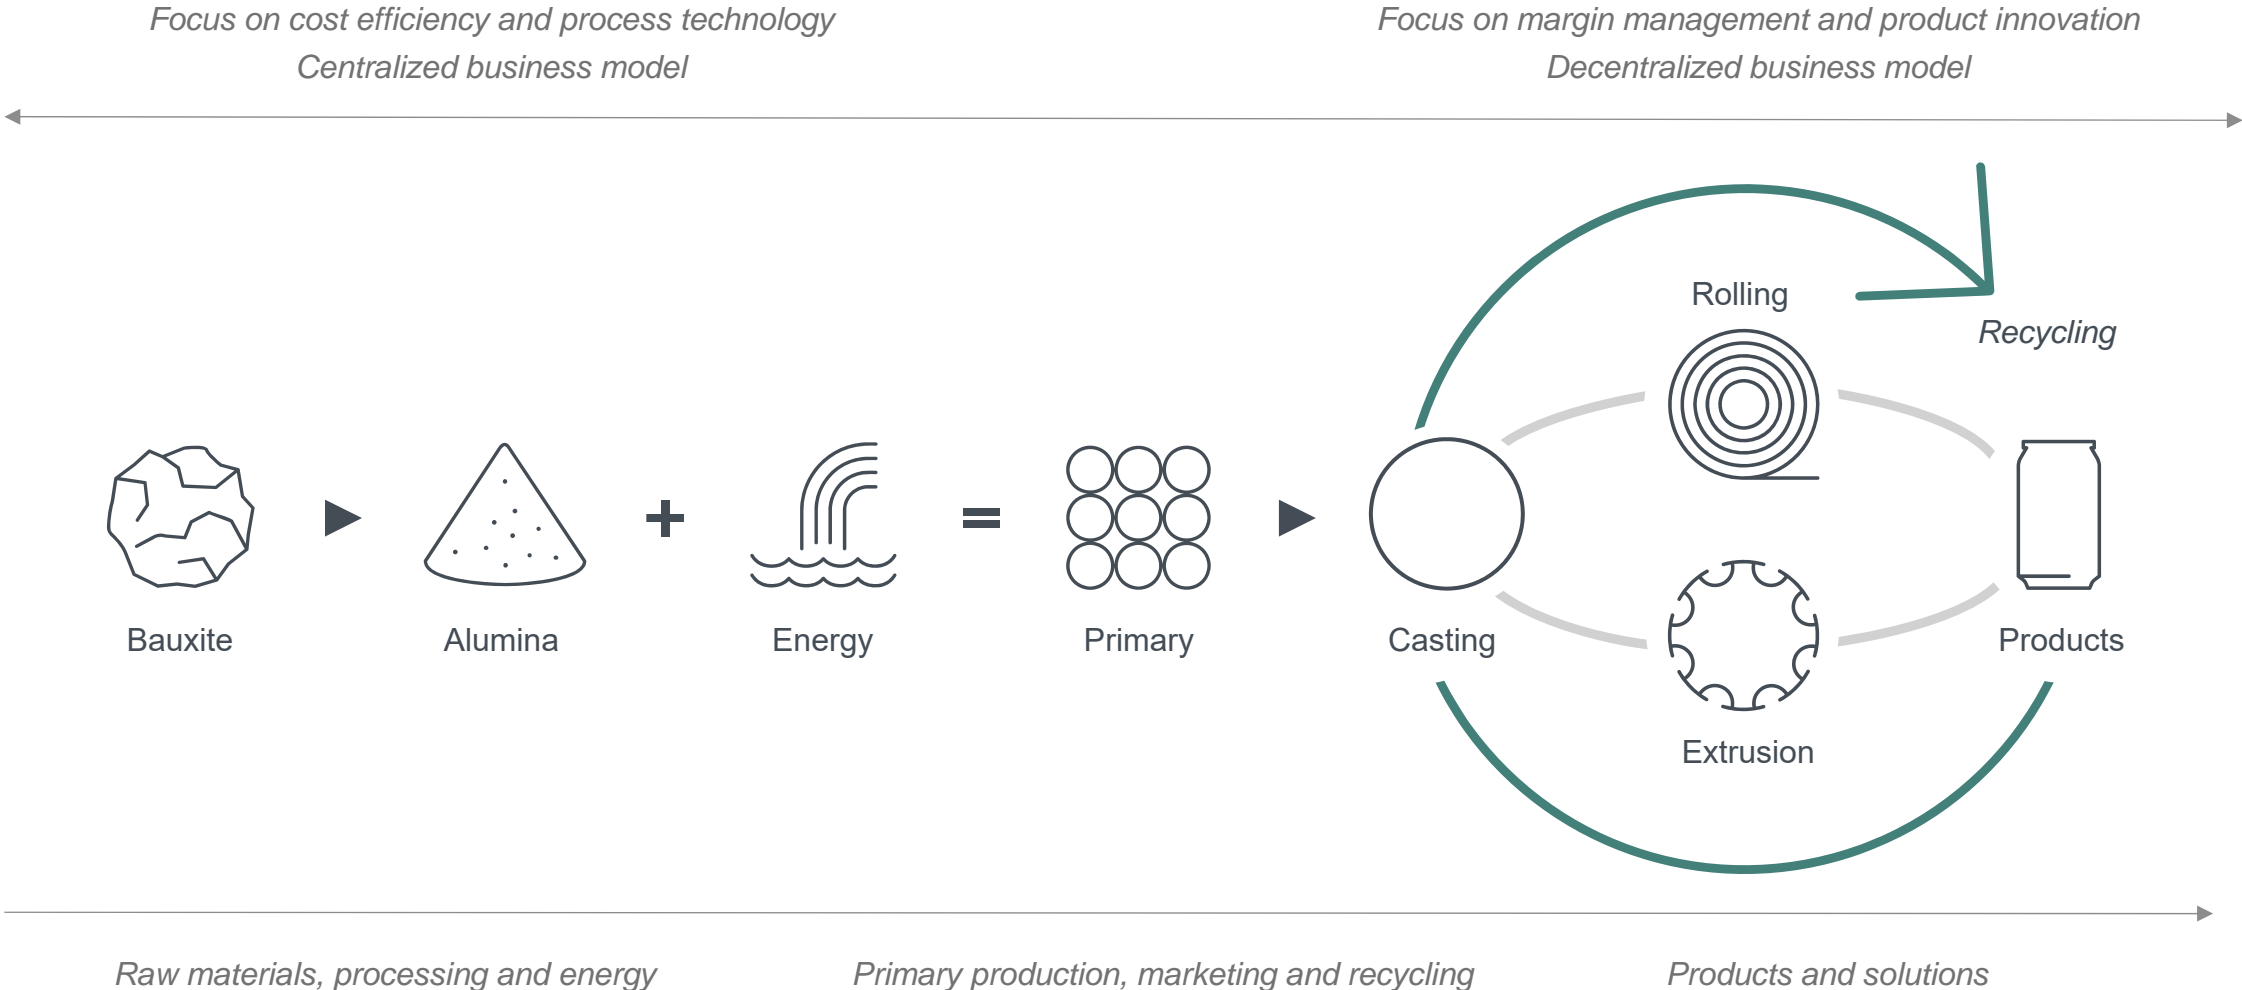 Focus on cost efficiency and process technology
Centralized business model
Focus on margin management and product innovation
Decentralized business model
Rolling
Recycling
Bauxite
Alumina
Energy
Primary
Casting
Products
Extrusion
Raw materials, processing and energy
Primary production, marketing and recycling
Products and solutions